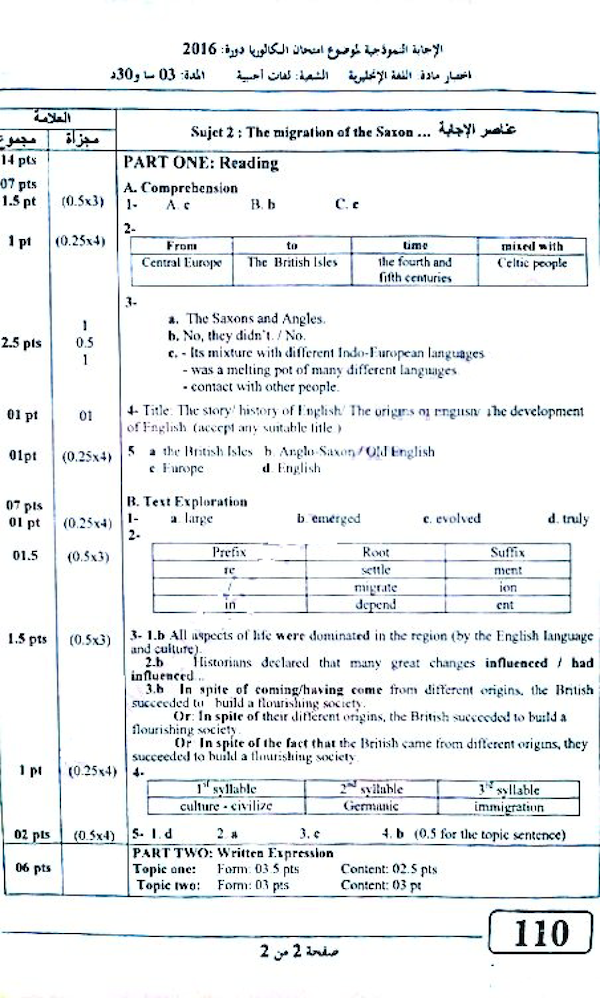 الإجابة النموذجية لموضوع امتحان البكالوريا دورة: 2016
اختبار مادة: اللغة الإنجليزية الشعبة: لغات أجنبية المدة: 03 سا و30د
العلامة
مجموع مجزأة عناصر الإجابة Sujet 2 : The migration of the Saxon ...
14 pts PART ONE: Reading
07 pts A. Comprehension
1.5 pt (0.5x3) 1- A. c B. b C. c
1 pt (0.25x4) 2-
From to time mixed with
Central Europe The British Isles the fourth and Celtic people
fifth centuries
3-
1 a. The Saxons and Angles.
2.5 pts 0.5 b. No, they didn't. / No.
1 c. - Its mixture with different Indo-European languages
- was a melting pot of many different languages
- contact with other people.
01 pt 01 4- Title: The story/ history of English/ The origins of English/ The development
of English (accept any suitable title )
01pt (0.25x4) 5 a the British Isles b. Anglo-Saxon / Old English
c Europe d. English
07 pts B. Text Exploration
01 pt (0.25x4) 1- a. large b. emerged c. evolved d. truly
2-
01.5 (0.5x3) Prefix Root Suffix
re settle ment
/ migrate ion
in depend ent
1.5 pts (0.5x3) 3- 1.b All aspects of life were dominated in the region (by the English language
and culture).
2.b Historians declared that many great changes influenced / had
influenced...
3.b In spite of coming/having come from different origins, the British
succeeded to build a flourishing society.
Or: In spite of their different origins, the British succeeded to build a
flourishing society.
Or In spite of the fact that the British came from different origins, they
succeeded to build a flourishing society
1 pt (0.25x4) 4-
1st syllable 2nd syllable 3rd syllable
culture - civilize Germanic immigration
02 pts (0.5x4) 5- 1. d 2. a 3. c 4. b (0.5 for the topic sentence)
PART TWO: Written Expression
06 pts Topic one: Form: 03.5 pts Content: 02.5 pts
Topic two: Form: 03 pts Content: 03 pt
110
صفحة 2 من 2